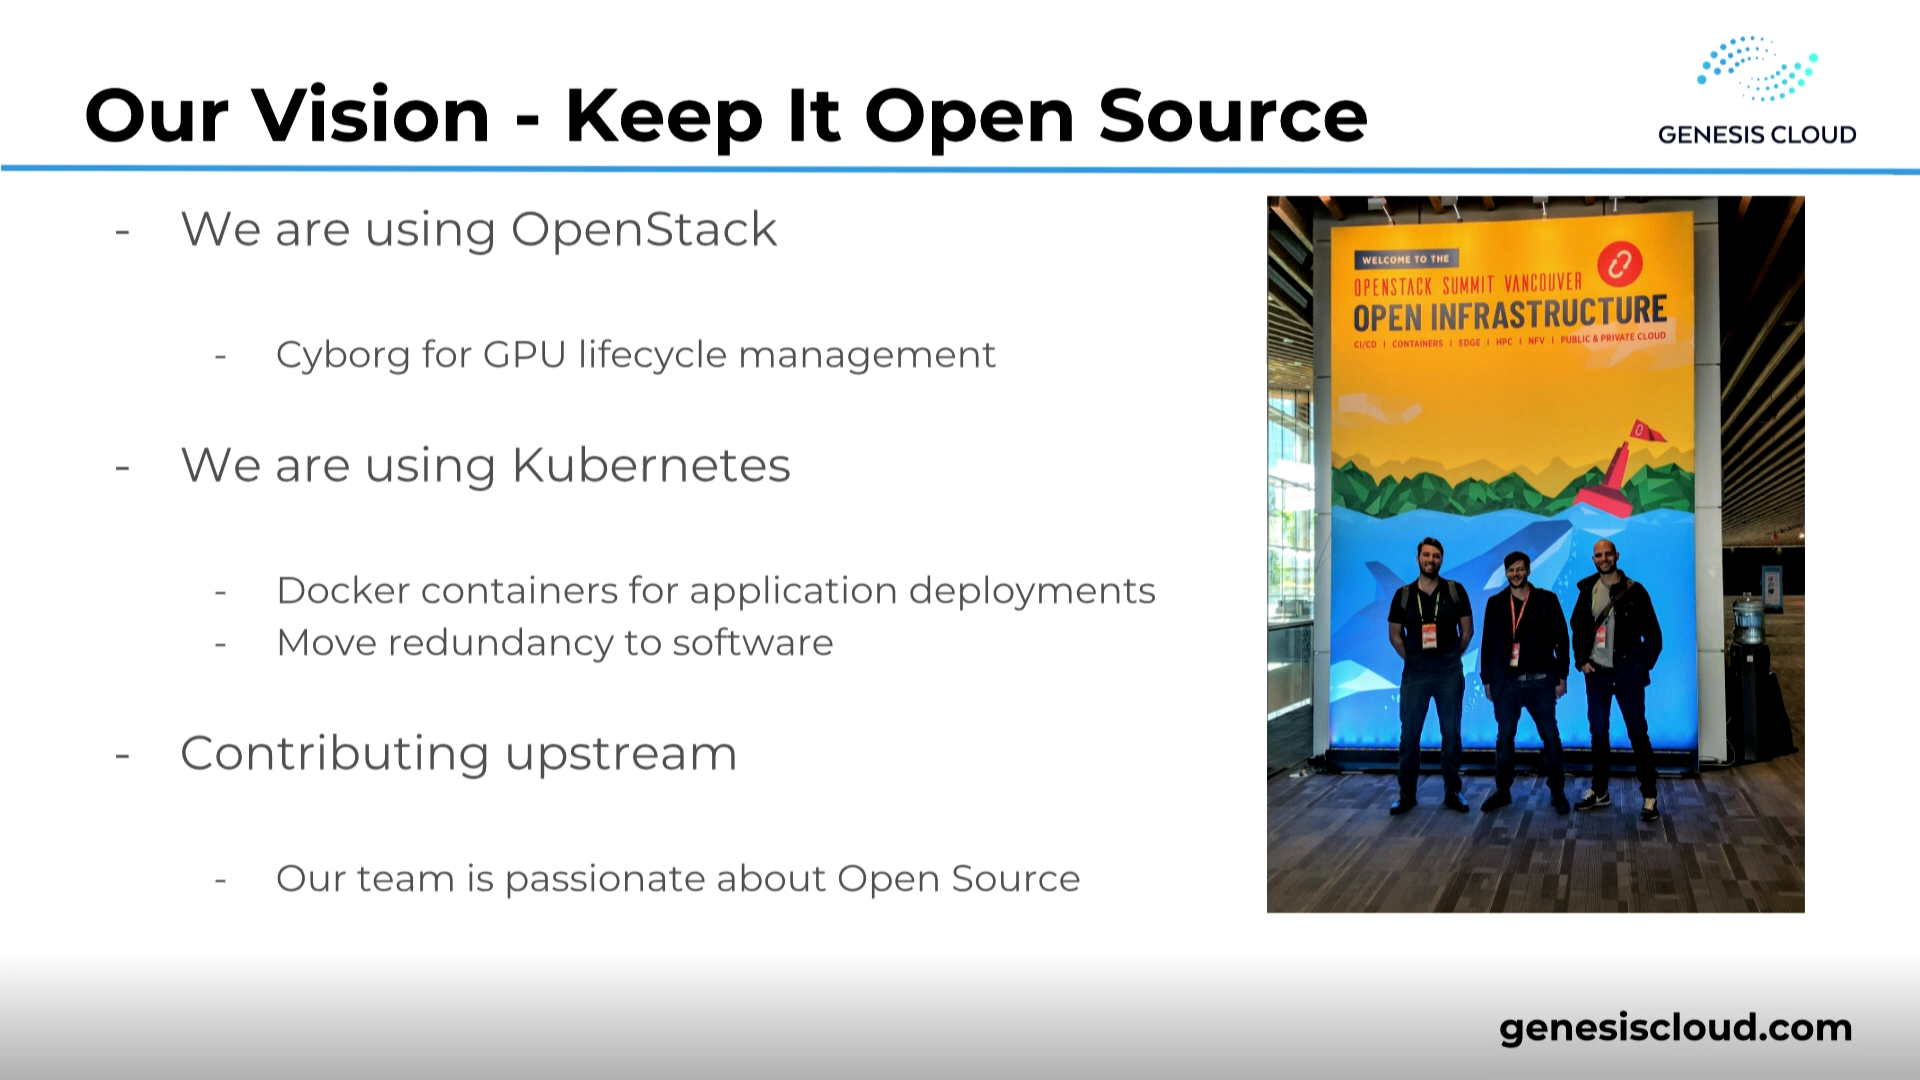 Our Vision - Keep It Open Source
GENESIS CLOUD
- We are using OpenStack
- Cyborg for GPU lifecycle management
- We are using Kubernetes
- Docker containers for application deployments
- Move redundancy to software
- Contributing upstream
- Our team is passionate about Open Source
WELCOME TO THE
OPENSTACK SUMMIT VANCOUVER
OPEN INFRASTRUCTURE
CI/CD | CONTAINERS | EDGE | HPC | NFV | PUBLIC & PRIVATE CLOUD
genesiscloud.com